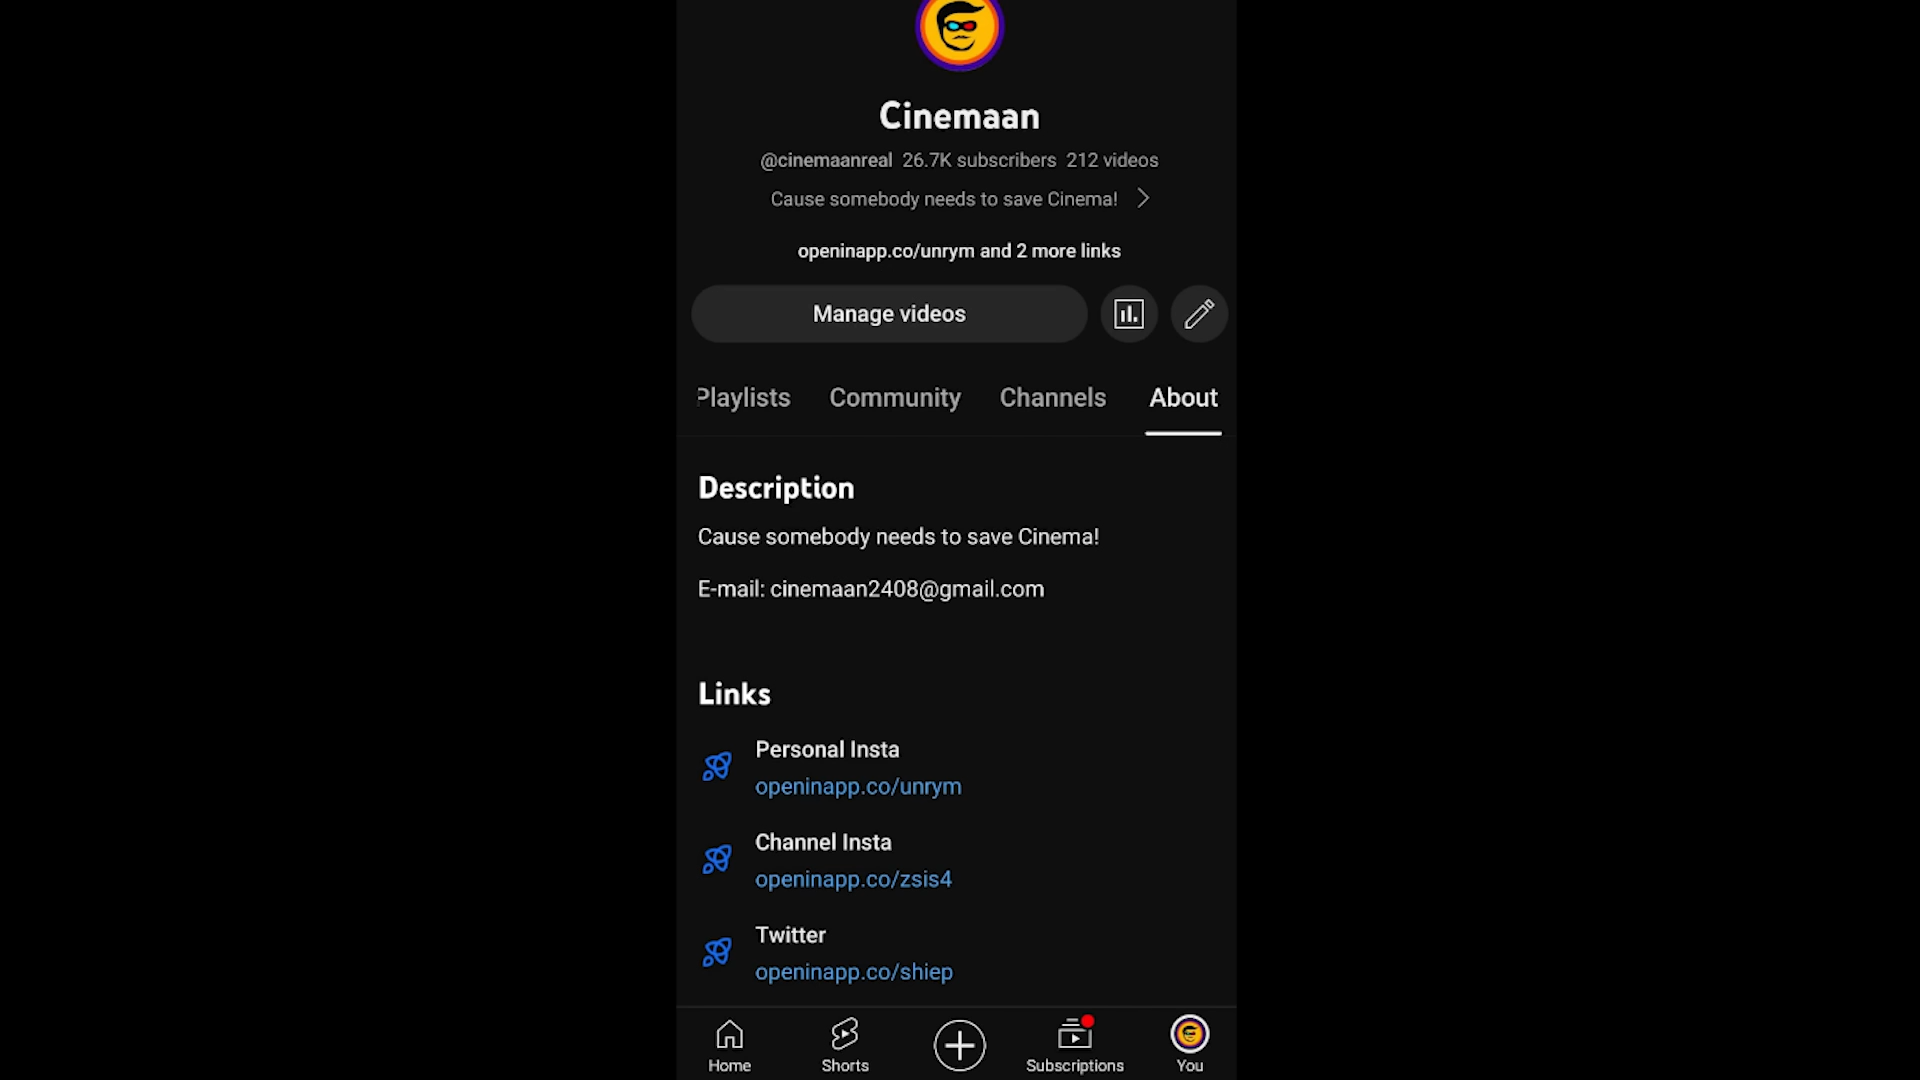 Cinemaan
@cinemaanreal 26.7K subscribers 212 videos
Cause somebody needs to save Cinema!
openinapp.co/unrym and 2 more links
Manage videos
Playlists Community Channels About
Description
Cause somebody needs to save Cinema!
E-mail: cinemaan2408@gmail.com
Links
Personal Insta
openinapp.co/unrym
Channel Insta
openinapp.co/zsis4
Twitter
openinapp.co/shiep
Home Shorts Subscriptions You